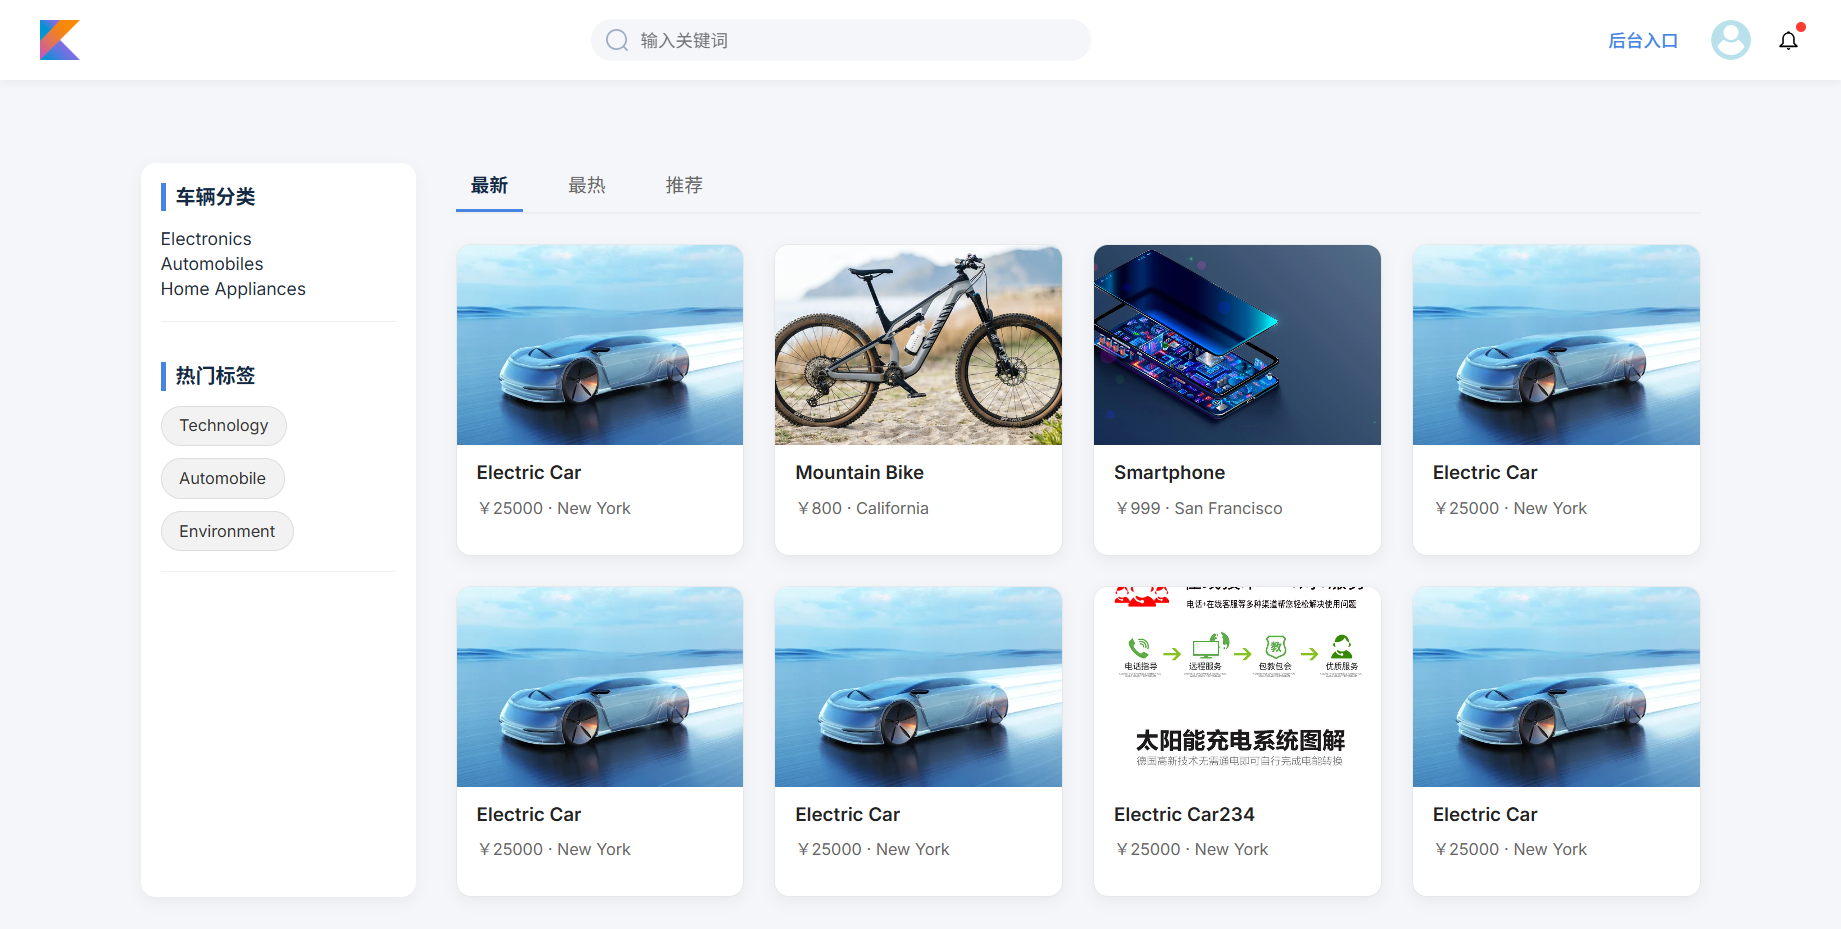 输入关键词
后台入口
车辆分类
Electronics
Automobiles
Home Appliances
热门标签
Technology
Automobile
Environment
最新 最热 推荐
Electric Car
￥25000 · New York
Mountain Bike
￥800 · California
Smartphone
￥999 · San Francisco
Electric Car
￥25000 · New York
Electric Car
￥25000 · New York
Electric Car
￥25000 · New York
电话+在线客服等多种渠道帮您轻松解决使用问题
电话指导 远程服务 包教包会 优质服务
教
太阳能充电系统图解
德国高新技术无需通电即可自行完成电能转换
Electric Car234
￥25000 · New York
Electric Car
￥25000 · New York